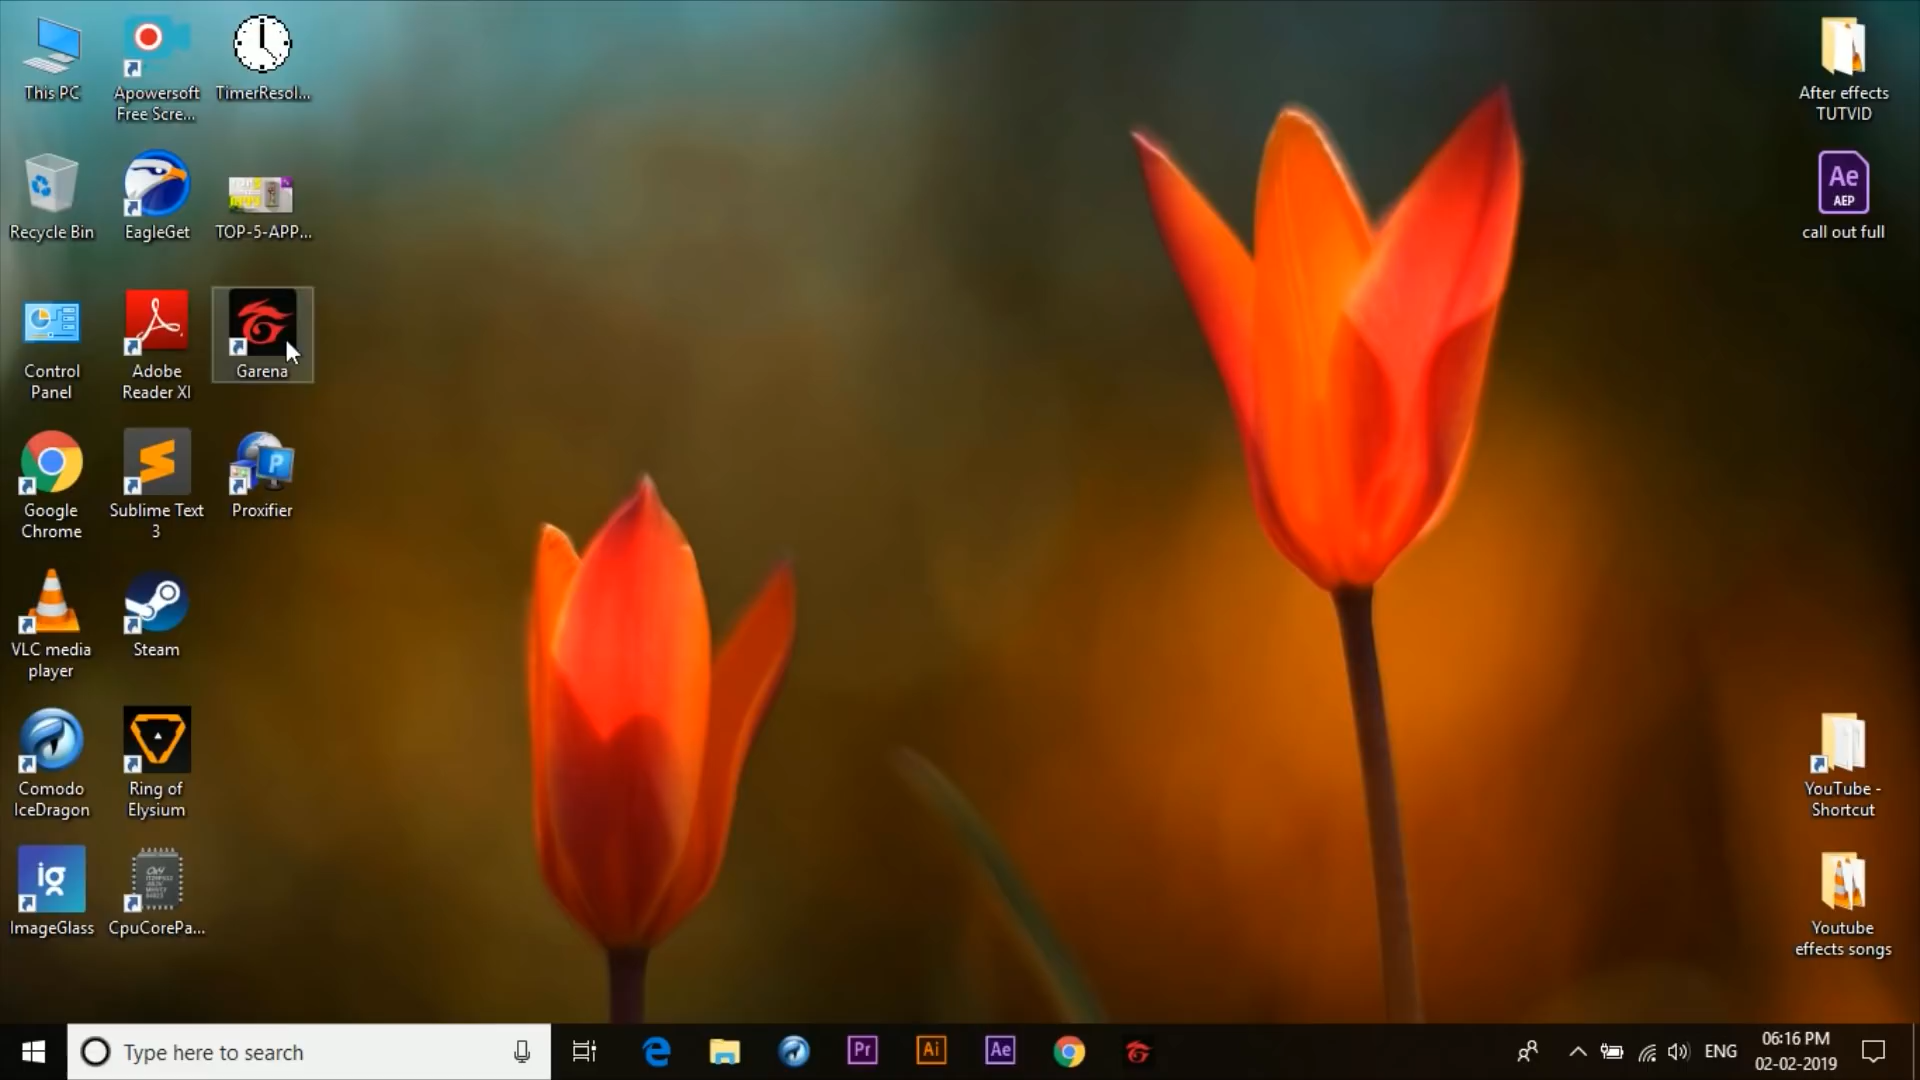 This PC
Apowersoft
Free Scre...
TimerResol...
Recycle Bin
EagleGet
TOP-5-APP...
Control
Panel
Adobe
Reader XI
Garena
Google
Chrome
Sublime Text
3
Proxifier
VLC media
player
Steam
Comodo
IceDragon
Ring of
Elysium
ig
ImageGlass
CpuCorePa...
After effects
TUTVID
Ae
AEP
call out full
YouTube -
Shortcut
Youtube
effects songs
Type here to search
Pr
Ai
Ae
ENG
06:16 PM
02-02-2019